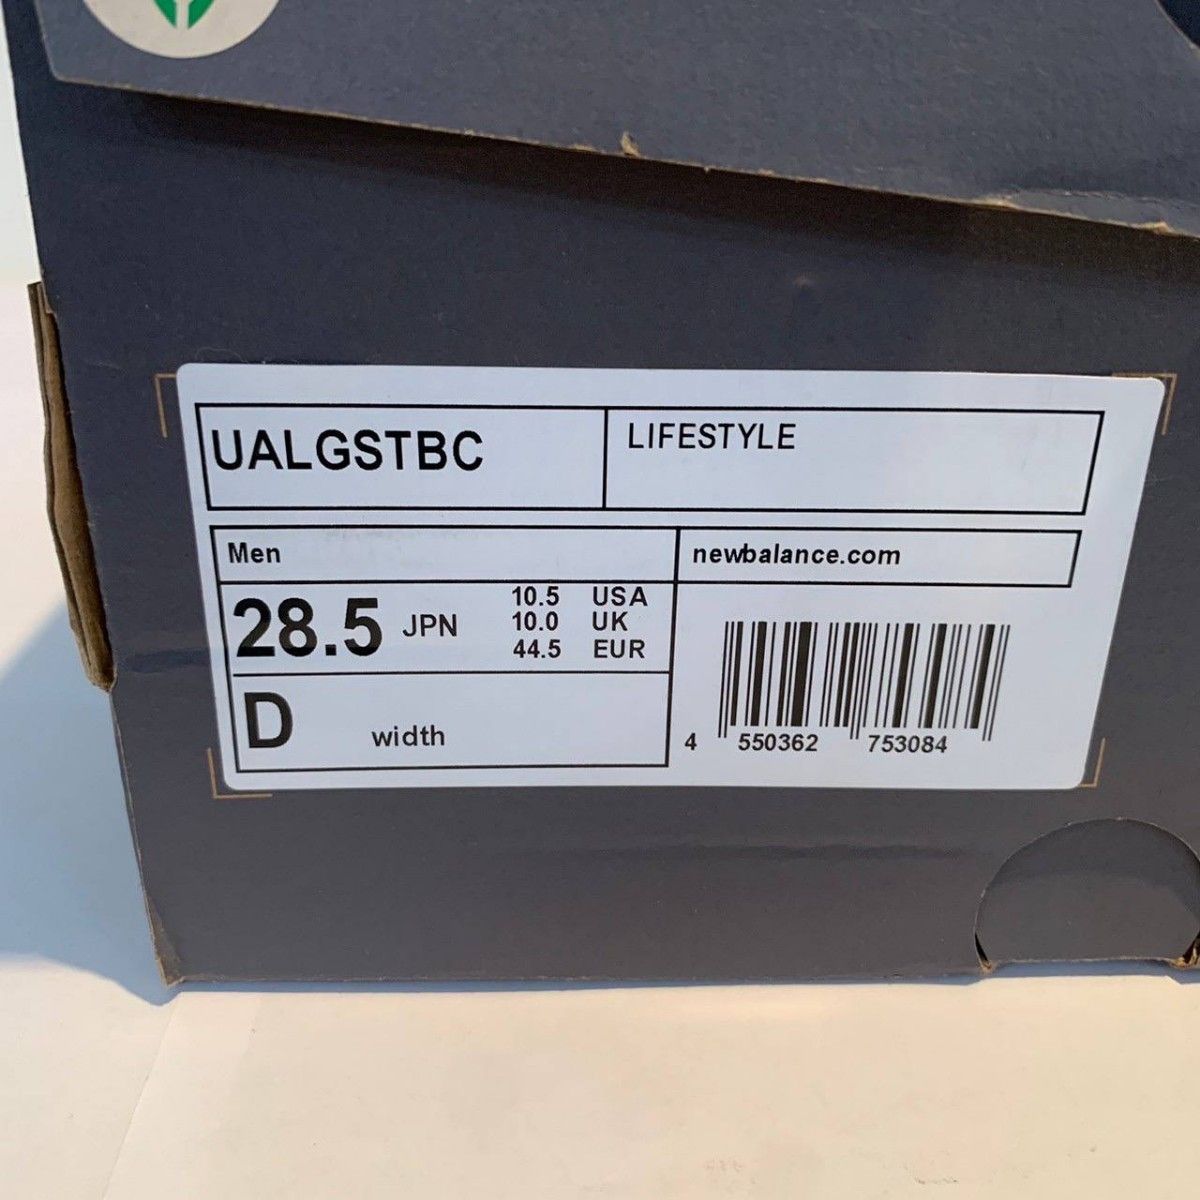 UALGSTBC
LIFESTYLE
Men
newbalance.com
28.5 JPN
10.5 USA
10.0 UK
44.5 EUR
D width
4 550362 753084